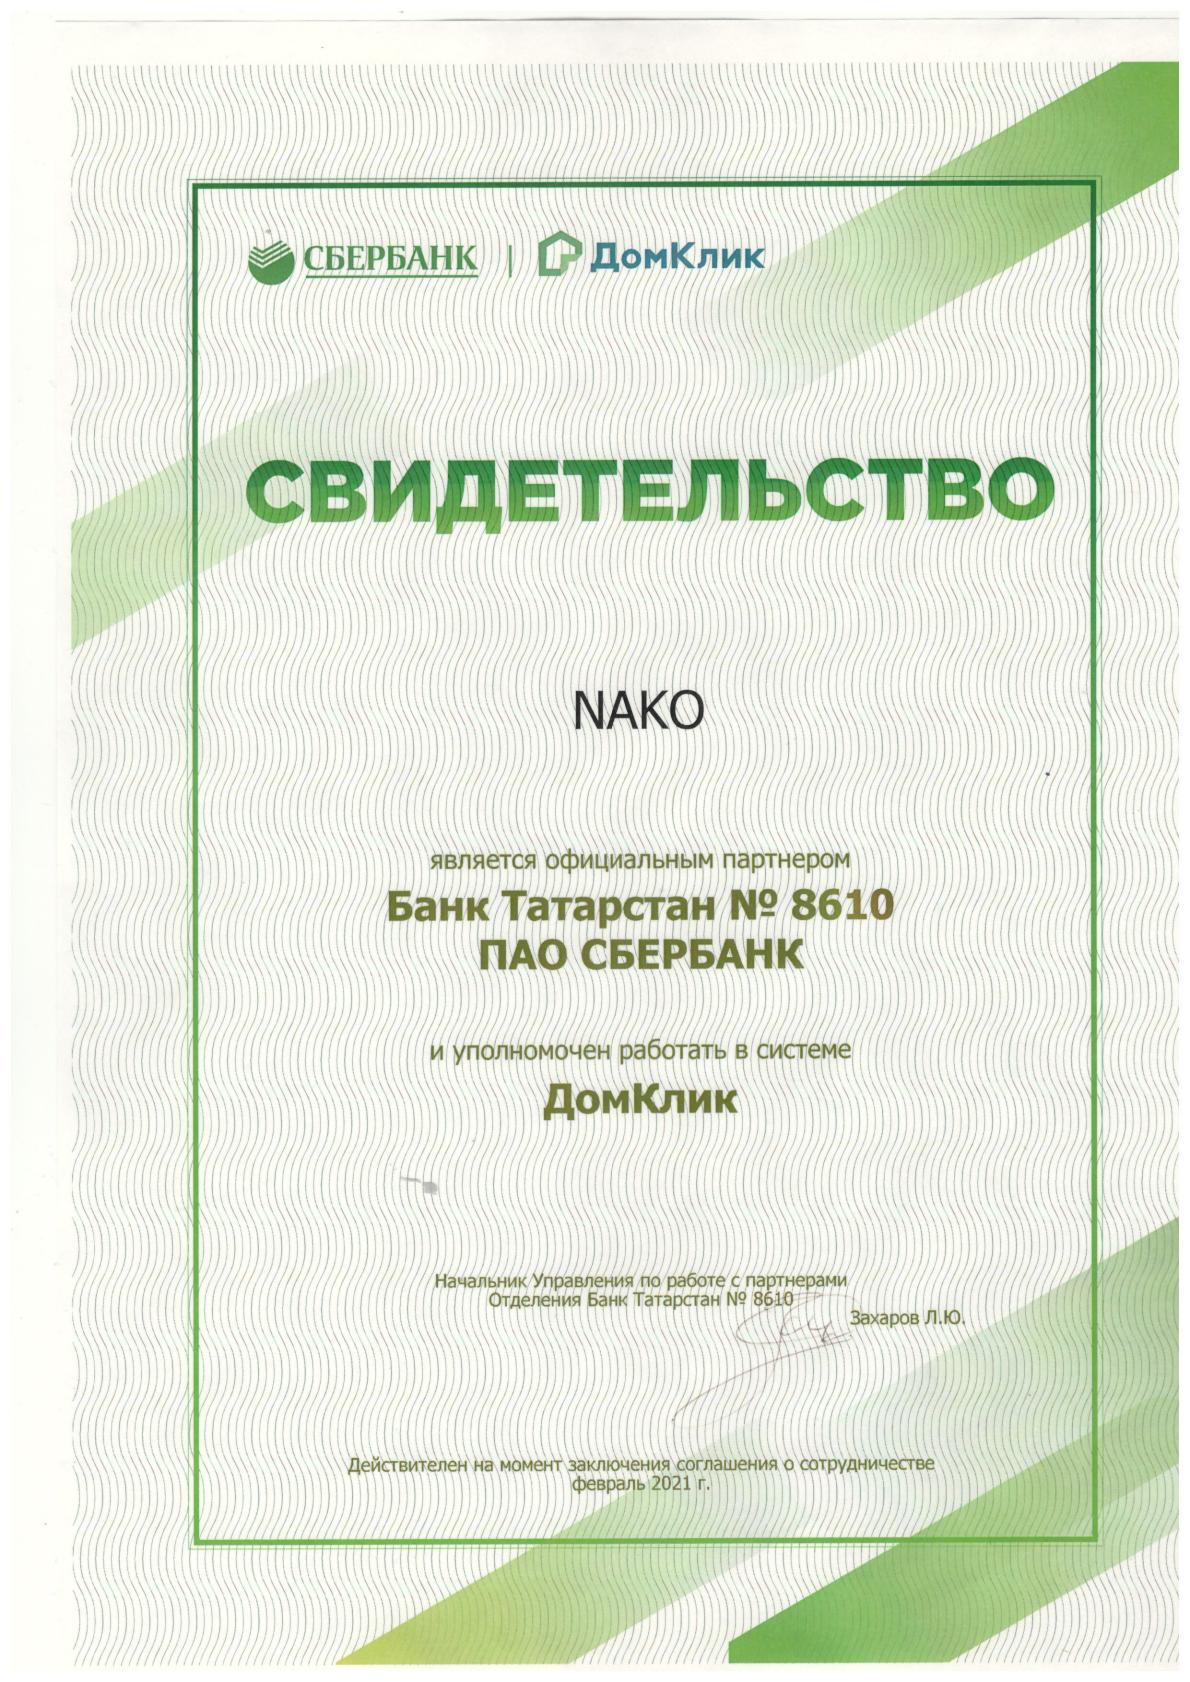 СБЕРБАНК | ДомКлик
СВИДЕТЕЛЬСТВО
NAKO
является официальным партнером
Банк Татарстан № 8610
ПАО СБЕРБАНК
и уполномочен работать в системе
ДомКлик
Начальник Управления по работе с партнерами
Отделения Банк Татарстан № 8610
Захаров Л.Ю.
Действителен на момент заключения соглашения о сотрудничестве
февраль 2021 г.